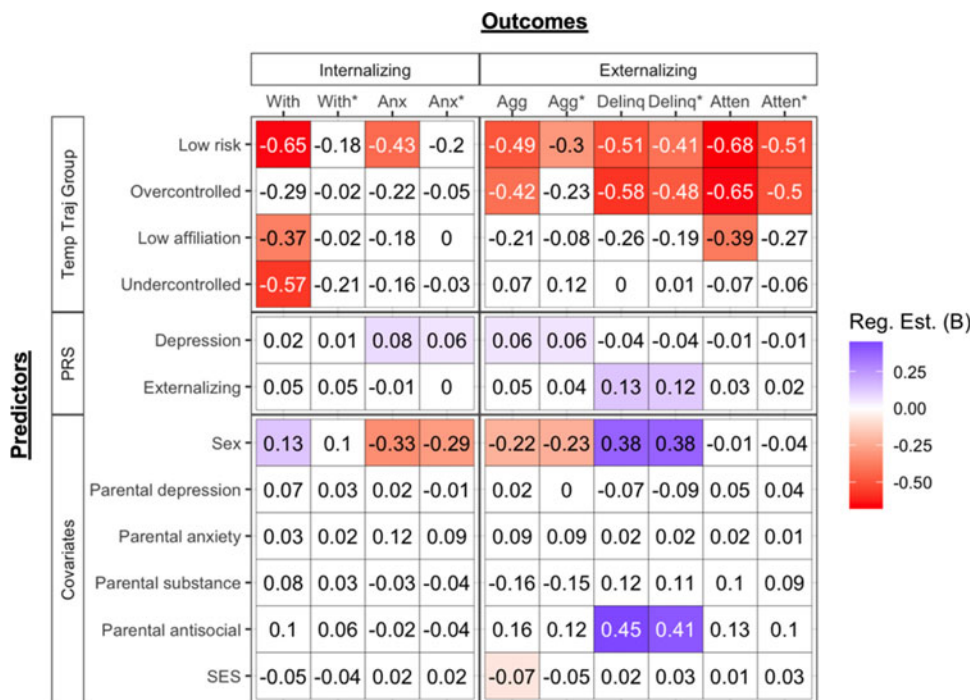 Outcomes
Internalizing Externalizing
With With* Anx Anx* Agg Agg* Delinq Delinq* Atten Atten*
Predictors
Temp Traj Group
Low risk -0.65 -0.18 -0.43 -0.2 -0.49 -0.3 -0.51 -0.41 -0.68 -0.51
Overcontrolled -0.29 -0.02 -0.22 -0.05 -0.42 -0.23 -0.58 -0.48 -0.65 -0.5
Low affiliation -0.37 -0.02 -0.18 0 -0.21 -0.08 -0.26 -0.19 -0.39 -0.27
Undercontrolled -0.57 -0.21 -0.16 -0.03 0.07 0.12 0 0.01 -0.07 -0.06
PRS
Depression 0.02 0.01 0.08 0.06 0.06 0.06 -0.04 -0.04 -0.01 -0.01
Externalizing 0.05 0.05 -0.01 0 0.05 0.04 0.13 0.12 0.03 0.02
Covariates
Sex 0.13 0.1 -0.33 -0.29 -0.22 -0.23 0.38 0.38 -0.01 -0.04
Parental depression 0.07 0.03 0.02 -0.01 0.02 0 -0.07 -0.09 0.05 0.04
Parental anxiety 0.03 0.02 0.12 0.09 0.09 0.09 0.02 0.02 0.02 0.01
Parental substance 0.08 0.03 -0.03 -0.04 -0.16 -0.15 0.12 0.11 0.1 0.09
Parental antisocial 0.1 0.06 -0.02 -0.04 0.16 0.12 0.45 0.41 0.13 0.1
SES -0.05 -0.04 0.02 0.02 -0.07 -0.05 0.02 0.03 0.01 0.03
Reg. Est. (B)
0.25
0.00
-0.25
-0.50